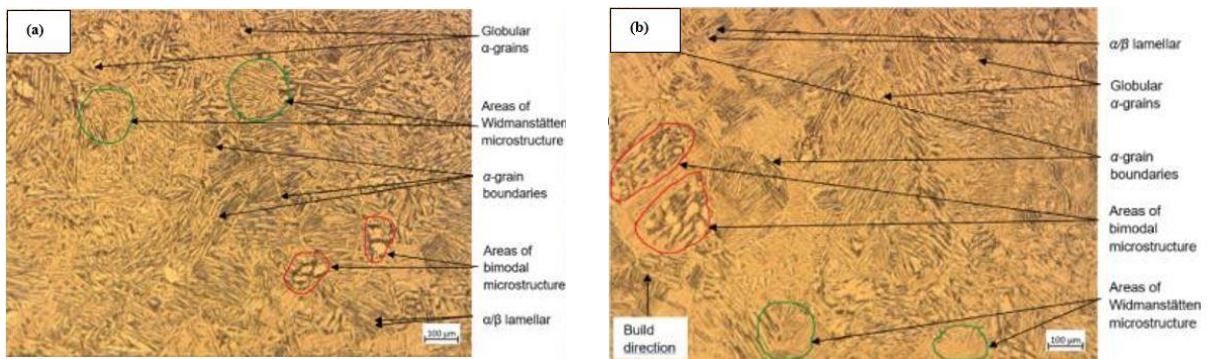 (a)
Globular
α-grains
Areas of
Widmanstätten
microstructure
α-grain
boundaries
Areas of
bimodal
microstructure
α/β lamellar
100 μm
(b)
α/β lamellar
Globular
α-grains
α-grain
boundaries
Areas of
bimodal
microstructure
Areas of
Widmanstätten
microstructure
Build
direction
100 μm